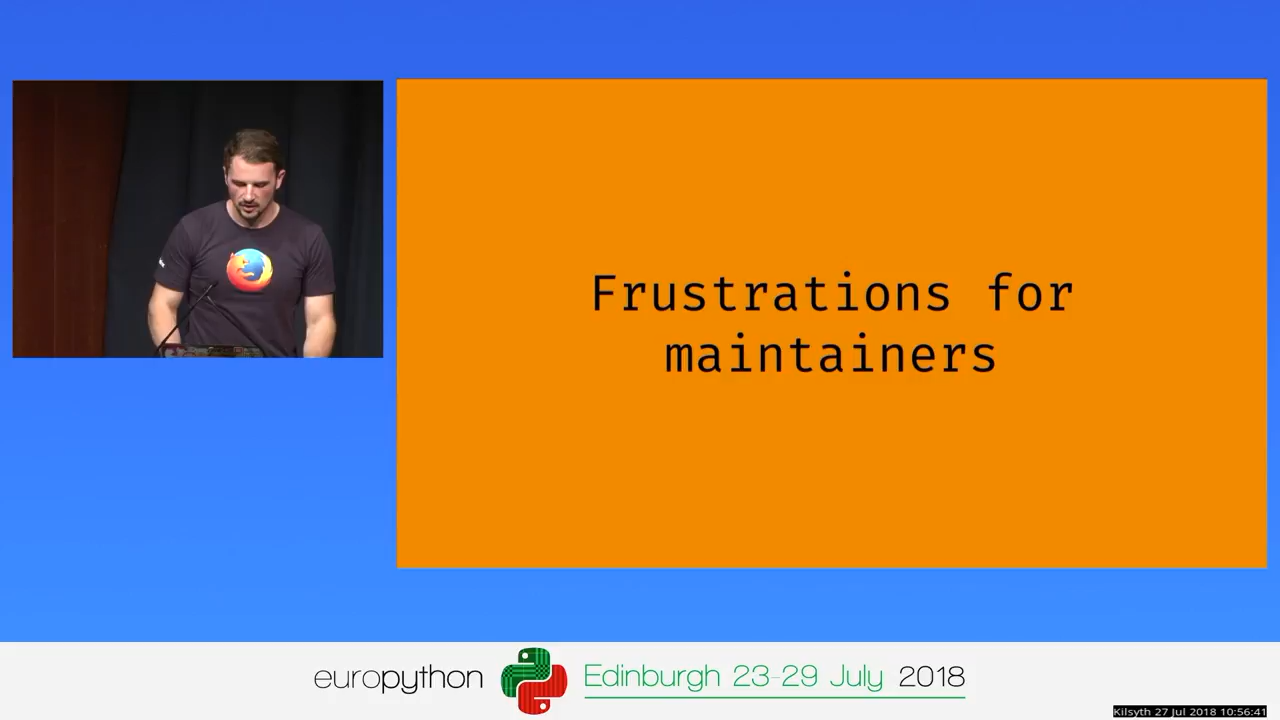 Frustrations for
maintainers
europython
Edinburgh 23-29 July 2018
Kilsyth 27 Jul 2018 10:56:41